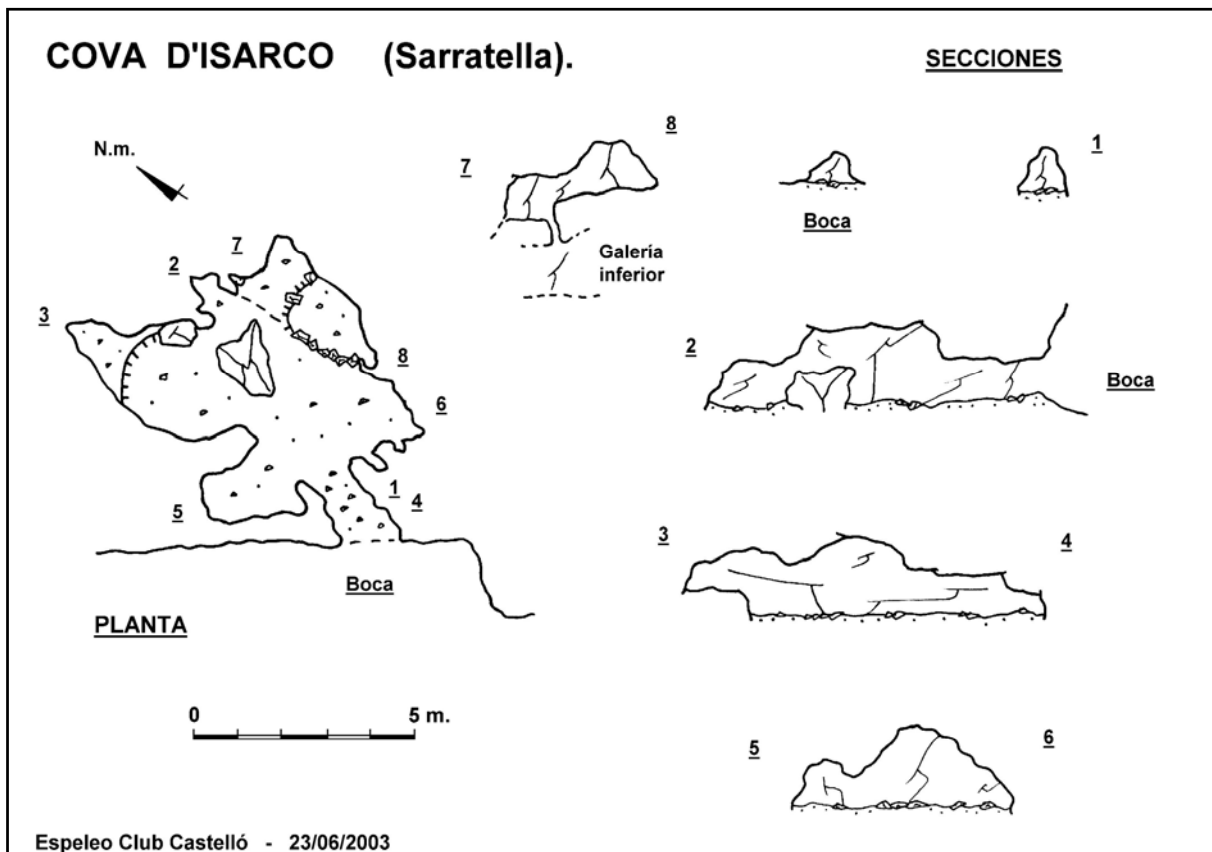 COVA D'ISARCO (Sarratella).
SECCIONES
N.m.
8
7
1
Boca
Galería
inferior
7
2
3
8
6
1
4
5
Boca
PLANTA
2
Boca
3
4
0 5 m.
5
6
Espeleo Club Castelló - 23/06/2003